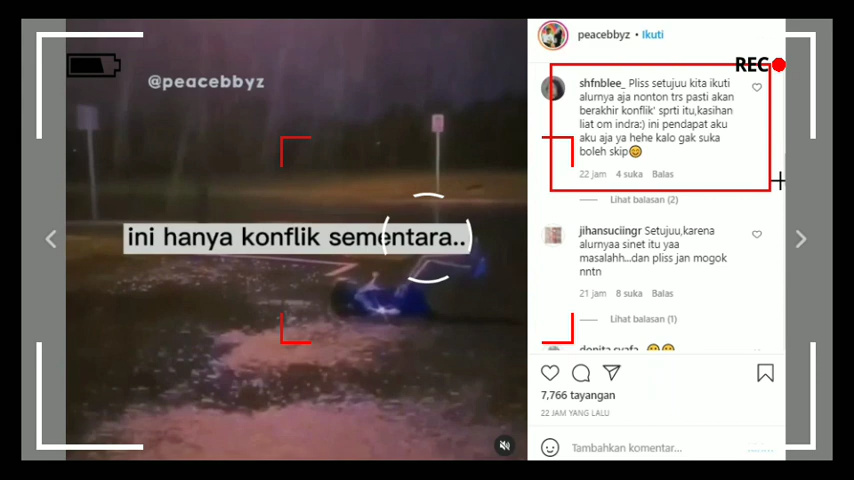 peacebbyz • Ikuti
REC
@peacebbyz
shfnblee_ Pliss setujuu kita ikuti
alurnya aja nonton trs pasti akan
berakhir konflik' sprti itu,kasihan
liat om indra:) ini pendapat aku
aku aja ya hehe kalo gak suka
boleh skip😊
22 jam 4 suka Balas
Lihat balasan (2)
ini hanya konflik sementara..
jihansuciingr Setujuu,karena
alurnyaa sinet itu yaa
masalahh...dan pliss jan mogok
nntn
21 jam 8 suka Balas
Lihat balasan (1)
7,766 tayangan
22 JAM YANG LALU
Tambahkan komentar...